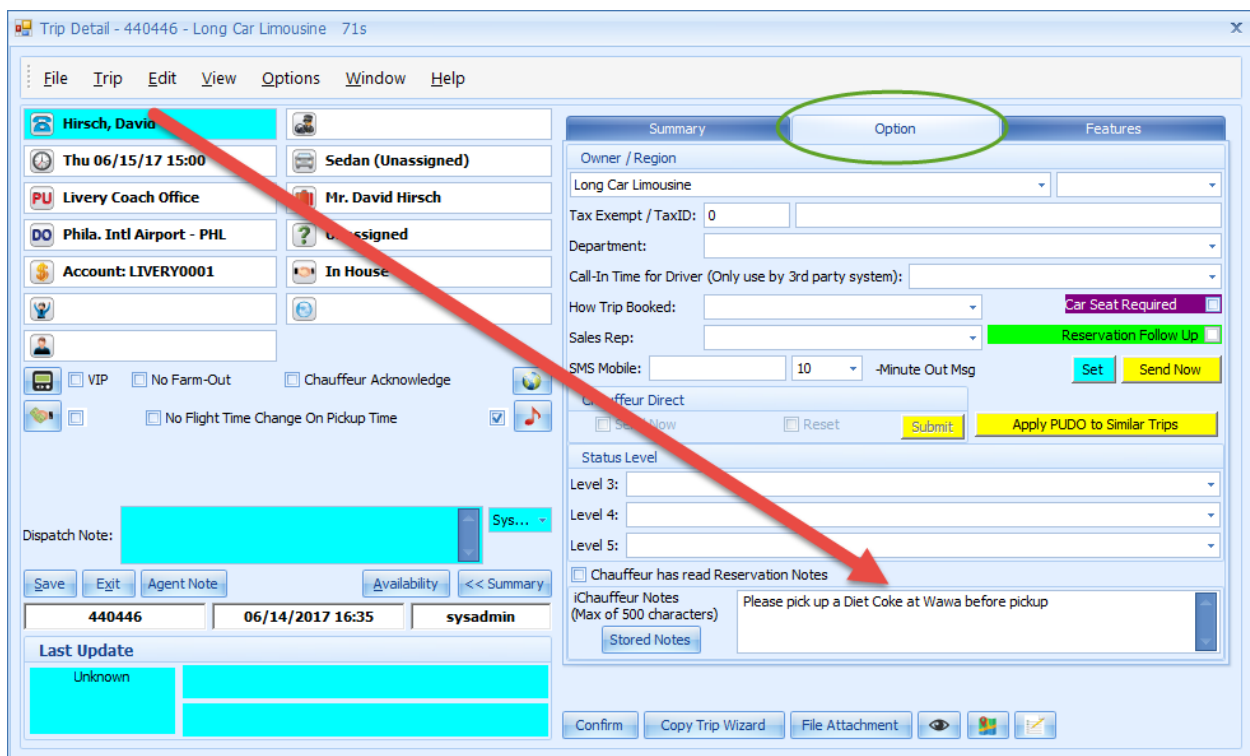 Trip Detail - 440446 - Long Car Limousine 71s
x
File Trip Edit View Options Window Help
Hirsch, David
Thu 06/15/17 15:00
Sedan (Unassigned)
PU Livery Coach Office
Mr. David Hirsch
DO Phila. Intl Airport - PHL
? Unassigned
$ Account: LIVERY0001
In House
VIP No Farm-Out Chauffeur Acknowledge
No Flight Time Change On Pickup Time
Dispatch Note:
Sys...
Save Exit Agent Note Availability << Summary
440446 06/14/2017 16:35 sysadmin
Last Update
Unknown
Summary Option Features
Owner / Region
Long Car Limousine
Tax Exempt / TaxID: 0
Department:
Call-In Time for Driver (Only use by 3rd party system):
How Trip Booked:
Car Seat Required
Sales Rep:
Reservation Follow Up
SMS Mobile: 10 -Minute Out Msg Set Send Now
Chauffeur Direct
Send Now Reset Submit Apply PUDO to Similar Trips
Status Level
Level 3:
Level 4:
Level 5:
Chauffeur has read Reservation Notes
iChauffeur Notes
(Max of 500 characters)
Stored Notes
Please pick up a Diet Coke at Wawa before pickup
Confirm Copy Trip Wizard File Attachment